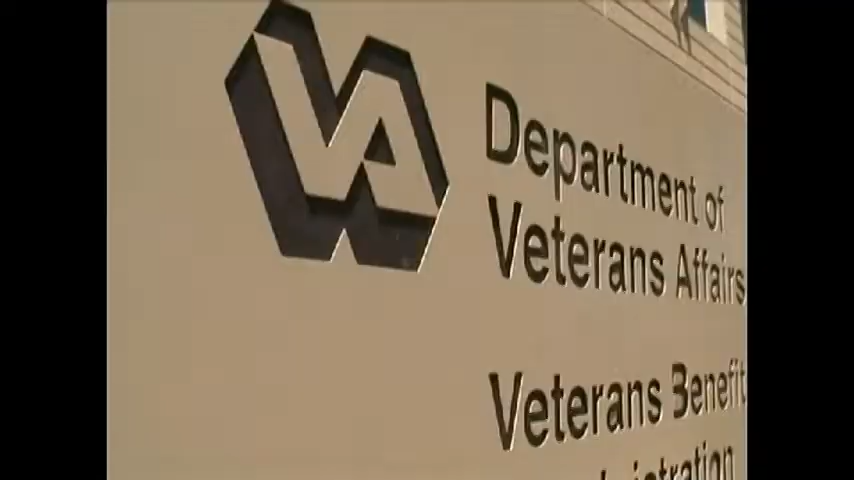 VA
Department of
Veterans Affairs
Veterans Benefit